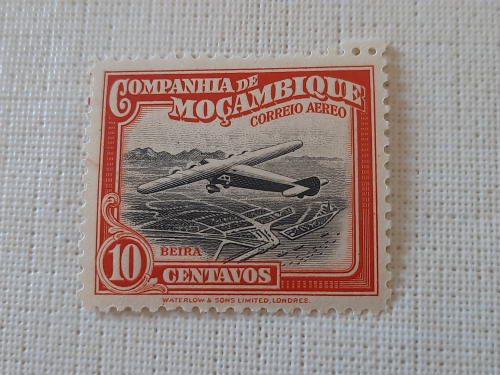 COMPANHIA DE
MOÇAMBIQUE
CORREIO AEREO
BEIRA
10 CENTAVOS
WATERLOW & SONS LIMITED, LONDRES.